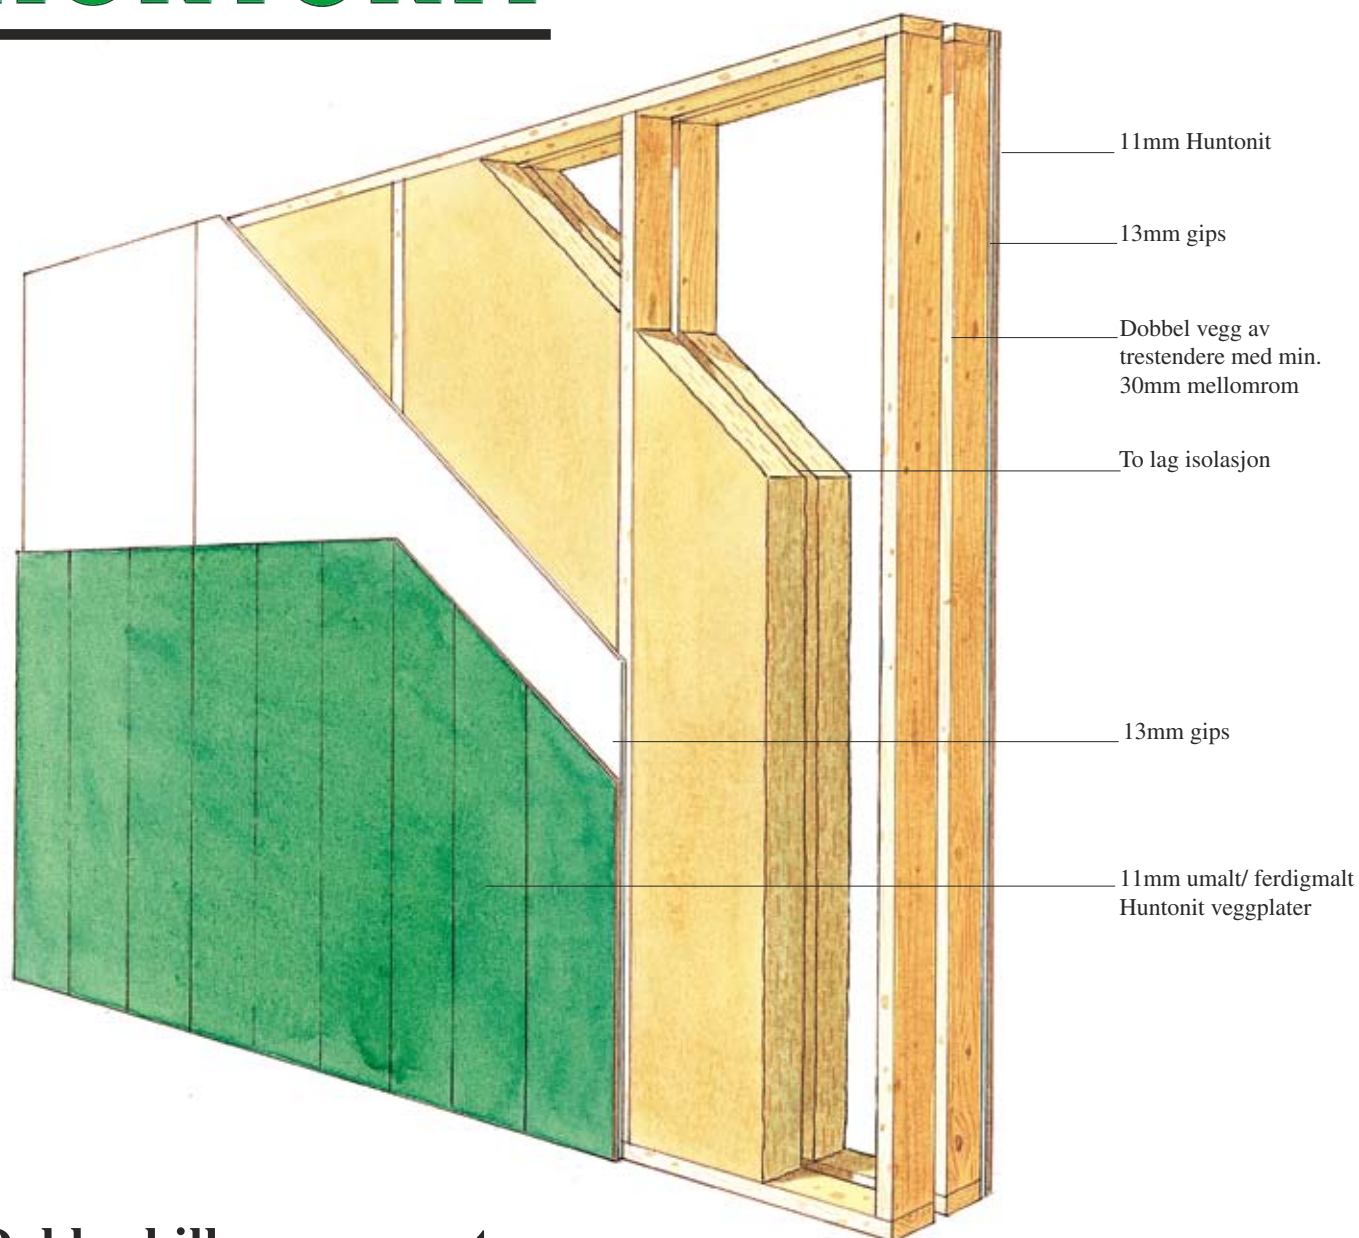 HUNTONIT
11mm Huntonit
13mm gips
Dobbel vegg av
trestendere med min.
30mm mellomrom
To lag isolasjon
13mm gips
11mm umalt/ ferdigmalt
Huntonit veggplater